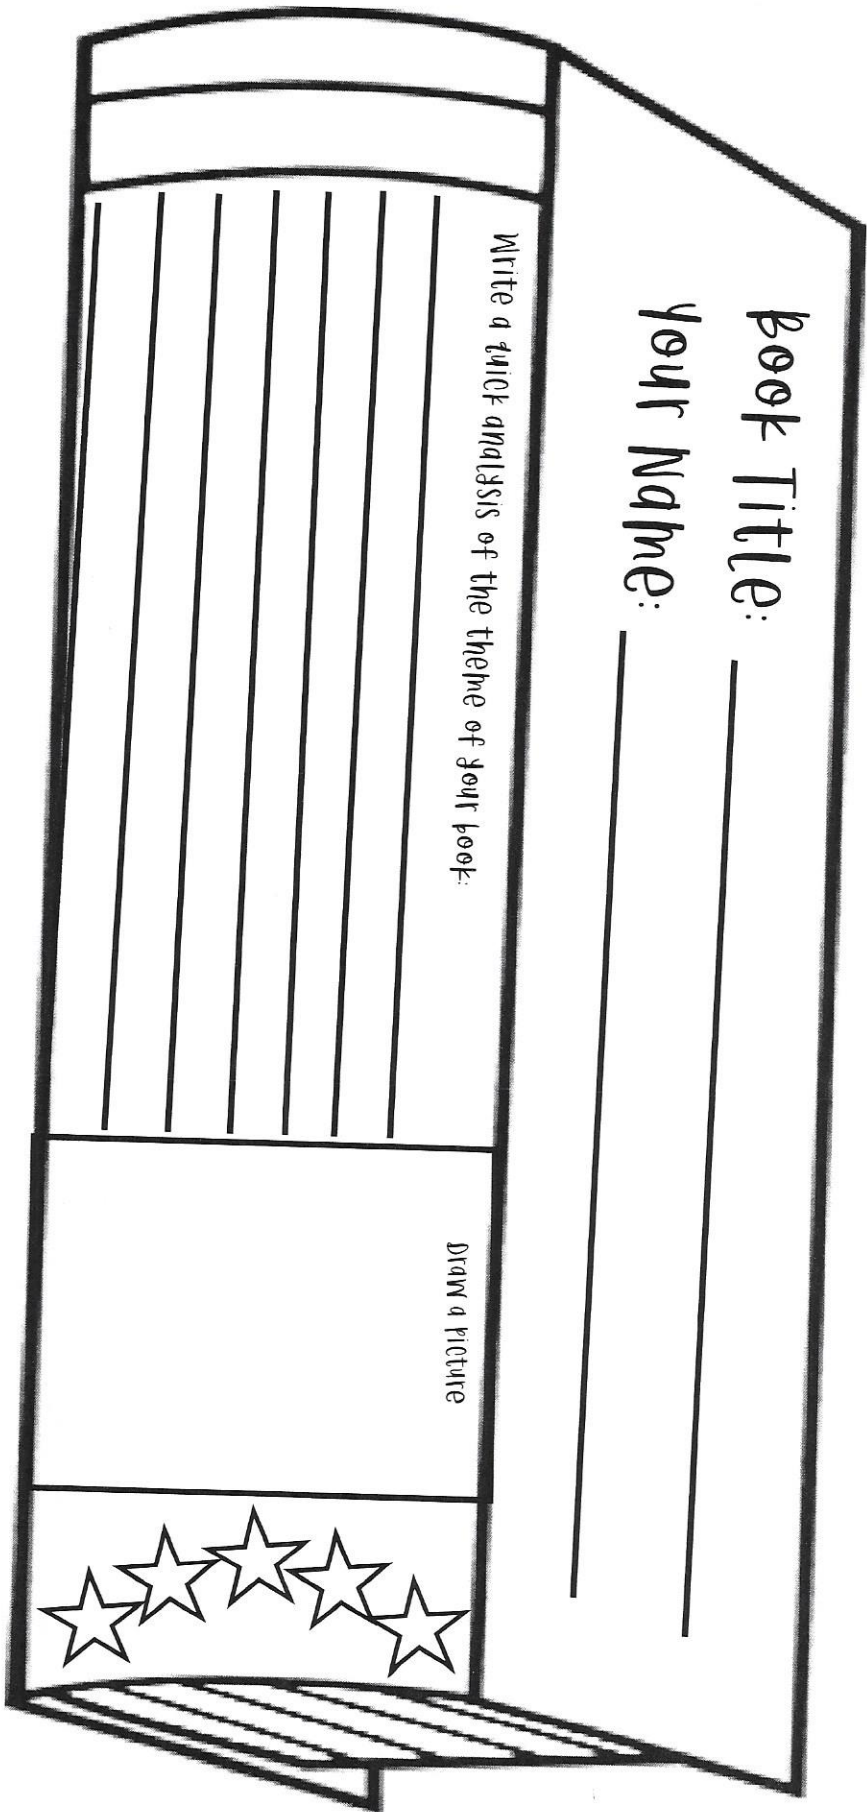 Book Title:
Your Name:
Write a quick analysis of the theme of your book:
Draw a picture